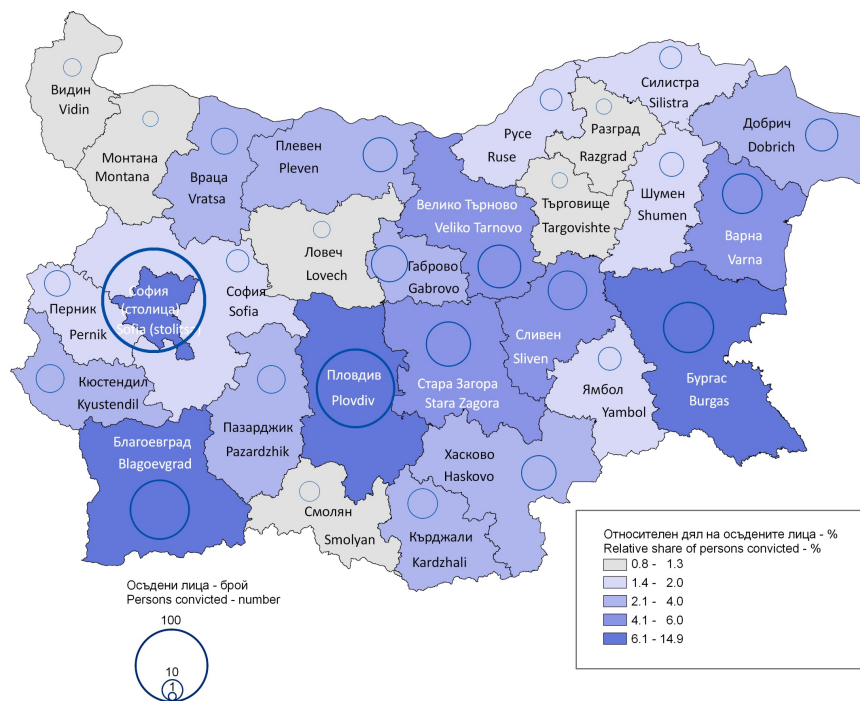 Видин
Vidin
Монтана
Montana
Враца
Vratsa
Плевен
Pleven
Ловеч
Lovech
Велико Търново
Veliko Tarnovo
Габрово
Gabrovo
Русе
Ruse
Силистра
Silistra
Разград
Razgrad
Търговище
Targovishte
Шумен
Shumen
Добрич
Dobrich
Варна
Varna
София
(столица)
Sofia (stolitsa)
София
Sofia
Перник
Pernik
Кюстендил
Kyustendil
Благоевград
Blagoevgrad
Пазарджик
Pazardzhik
Пловдив
Plovdiv
Стара Загора
Stara Zagora
Сливен
Sliven
Ямбол
Yambol
Бургас
Burgas
Хасково
Haskovo
Кърджали
Kardzhali
Смолян
Smolyan
Осъдени лица - брой
Persons convicted - number
100
10
1
Относителен дял на осъдените лица - %
Relative share of persons convicted - %
0.8 - 1.3
1.4 - 2.0
2.1 - 4.0
4.1 - 6.0
6.1 - 14.9